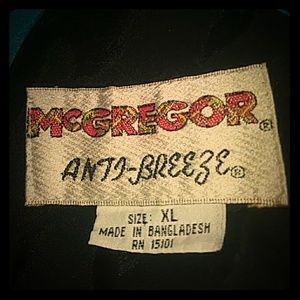 McGREGOR®
ANTI-BREEZE®
SIZE: XL
MADE IN BANGLADESH
RN 15101